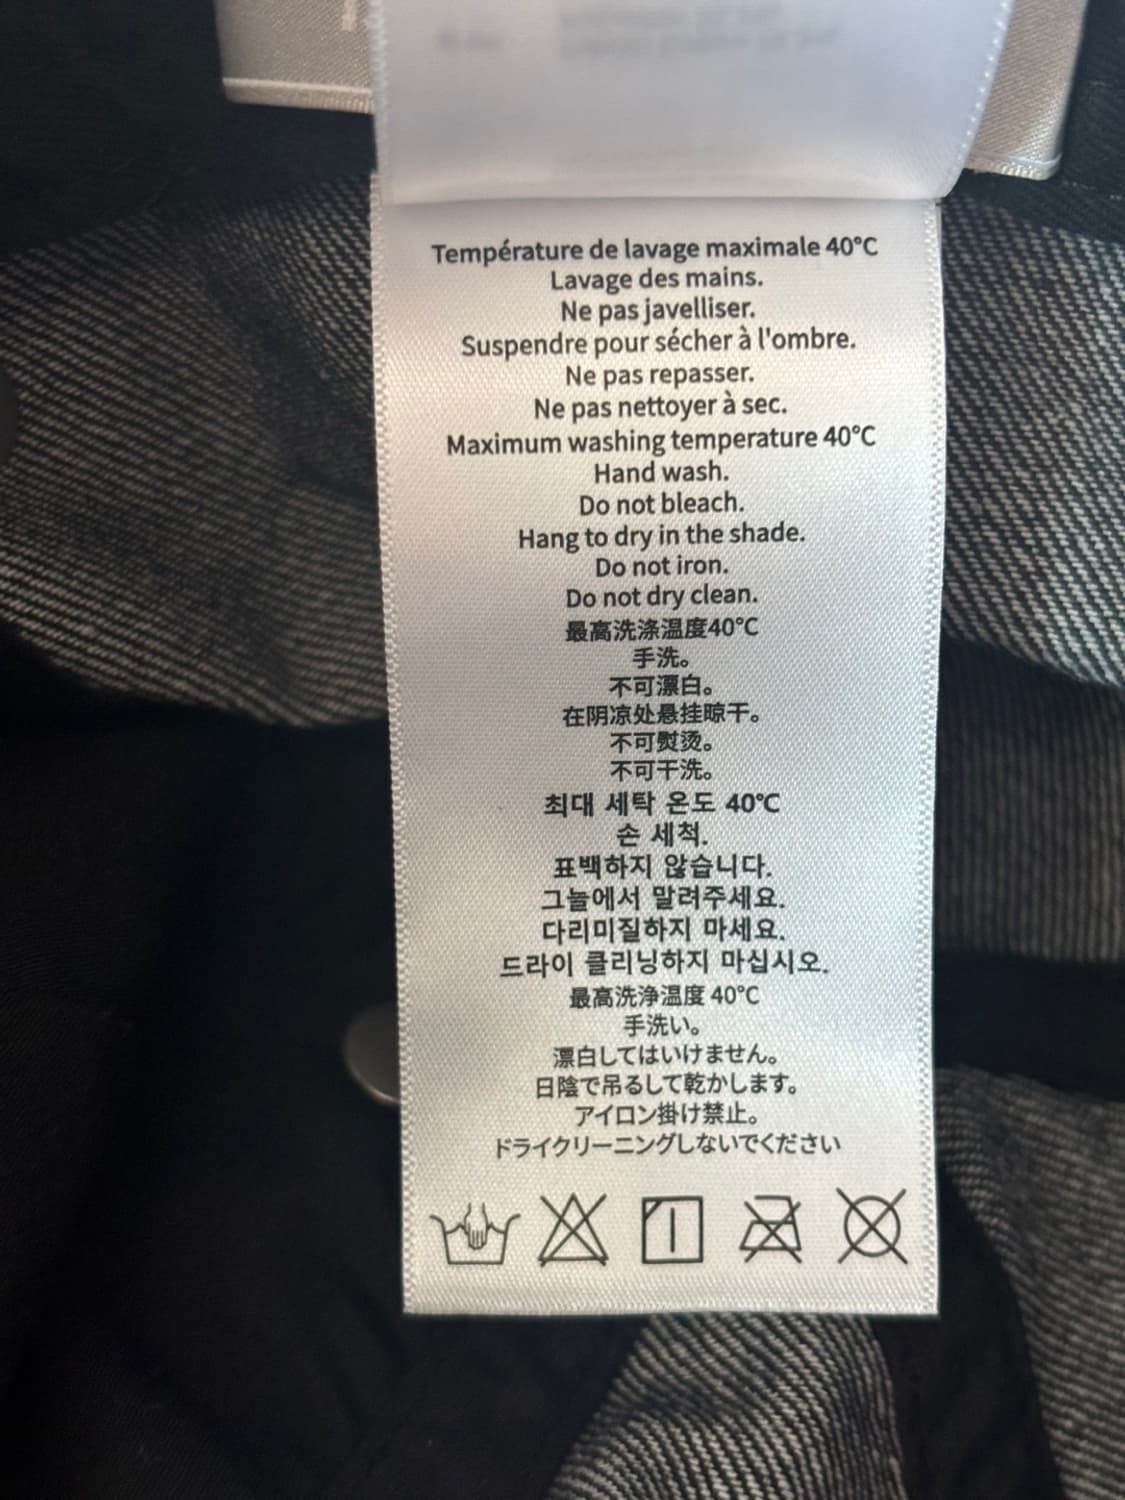 Température de lavage maximale 40°C
Lavage des mains.
Ne pas javelliser.
Suspendre pour sécher à l'ombre.
Ne pas repasser.
Ne pas nettoyer à sec.
Maximum washing temperature 40°C
Hand wash.
Do not bleach.
Hang to dry in the shade.
Do not iron.
Do not dry clean.
最高洗涤温度40°C
手洗。
不可漂白。
在阴凉处悬挂晾干。
不可熨烫。
不可干洗。
최대 세탁 온도 40℃
손 세척.
표백하지 않습니다.
그늘에서 말려주세요.
다리미질하지 마세요.
드라이 클리닝하지 마십시오.
最高洗浄温度 40°C
手洗い。
漂白してはいけません。
日陰で吊るして乾かします。
アイロン掛け禁止。
ドライクリーニングしないでください